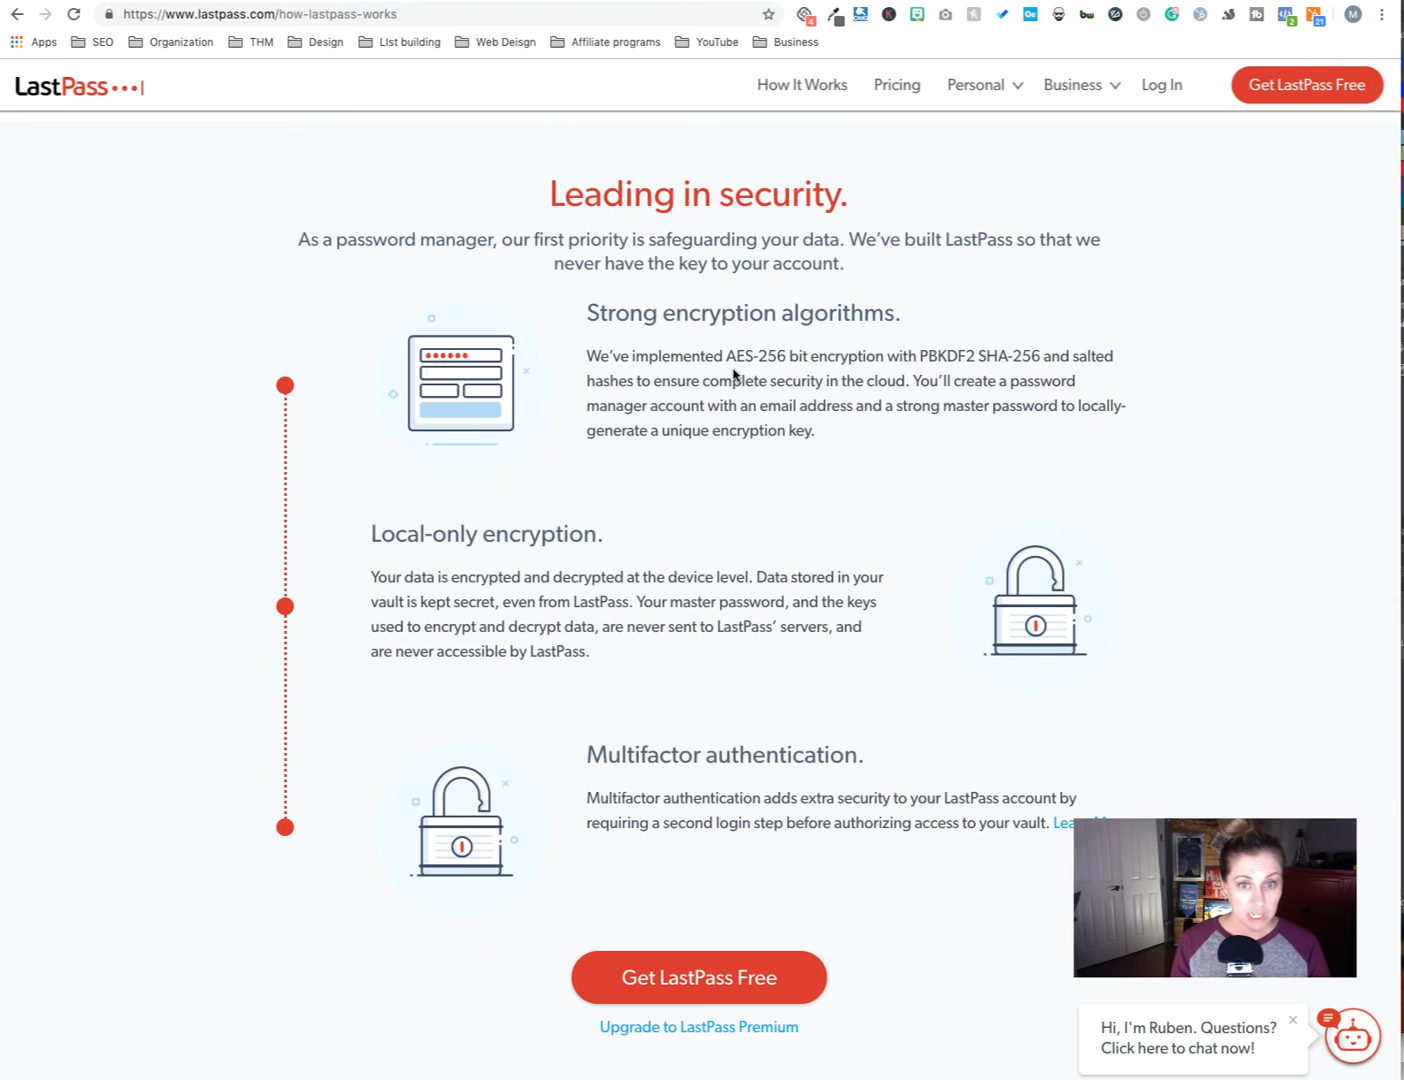 https://www.lastpass.com/how-lastpass-works
4
2
21
M
Apps SEO Organization THM Design LIst building Web Deisgn Affiliate programs YouTube Business
LastPass
How It Works Pricing Personal Business Log In Get LastPass Free
Leading in security.
As a password manager, our first priority is safeguarding your data. We've built LastPass so that we
never have the key to your account.
Strong encryption algorithms.
We've implemented AES-256 bit encryption with PBKDF2 SHA-256 and salted
hashes to ensure complete security in the cloud. You'll create a password
manager account with an email address and a strong master password to locally-
generate a unique encryption key.
Local-only encryption.
Your data is encrypted and decrypted at the device level. Data stored in your
vault is kept secret, even from LastPass. Your master password, and the keys
used to encrypt and decrypt data, are never sent to LastPass' servers, and
are never accessible by LastPass.
Multifactor authentication.
Multifactor authentication adds extra security to your LastPass account by
requiring a second login step before authorizing access to your vault.
Get LastPass Free
Upgrade to LastPass Premium
Hi, I'm Ruben. Questions?
Click here to chat now!